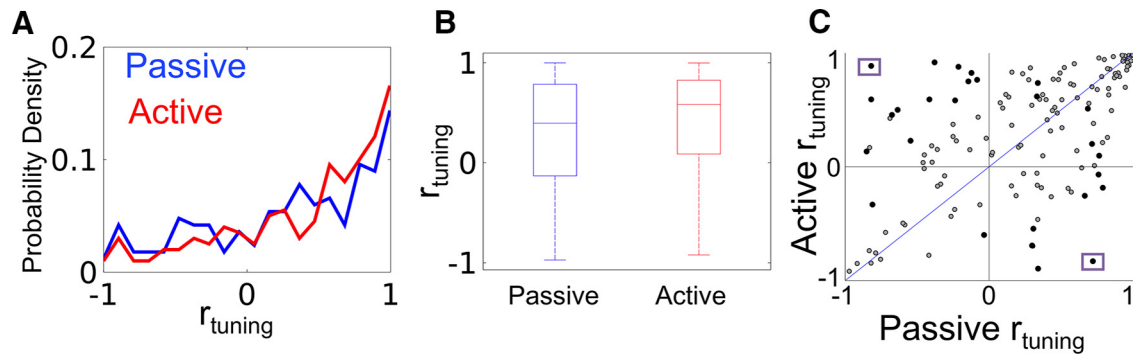 A
Probability Density
0.2
0.1
0
Passive
Active
-1
0
1
r_tuning
B
r_tuning
1
0
-1
Passive
Active
C
Active r_tuning
1
0
-1
-1
0
1
Passive r_tuning